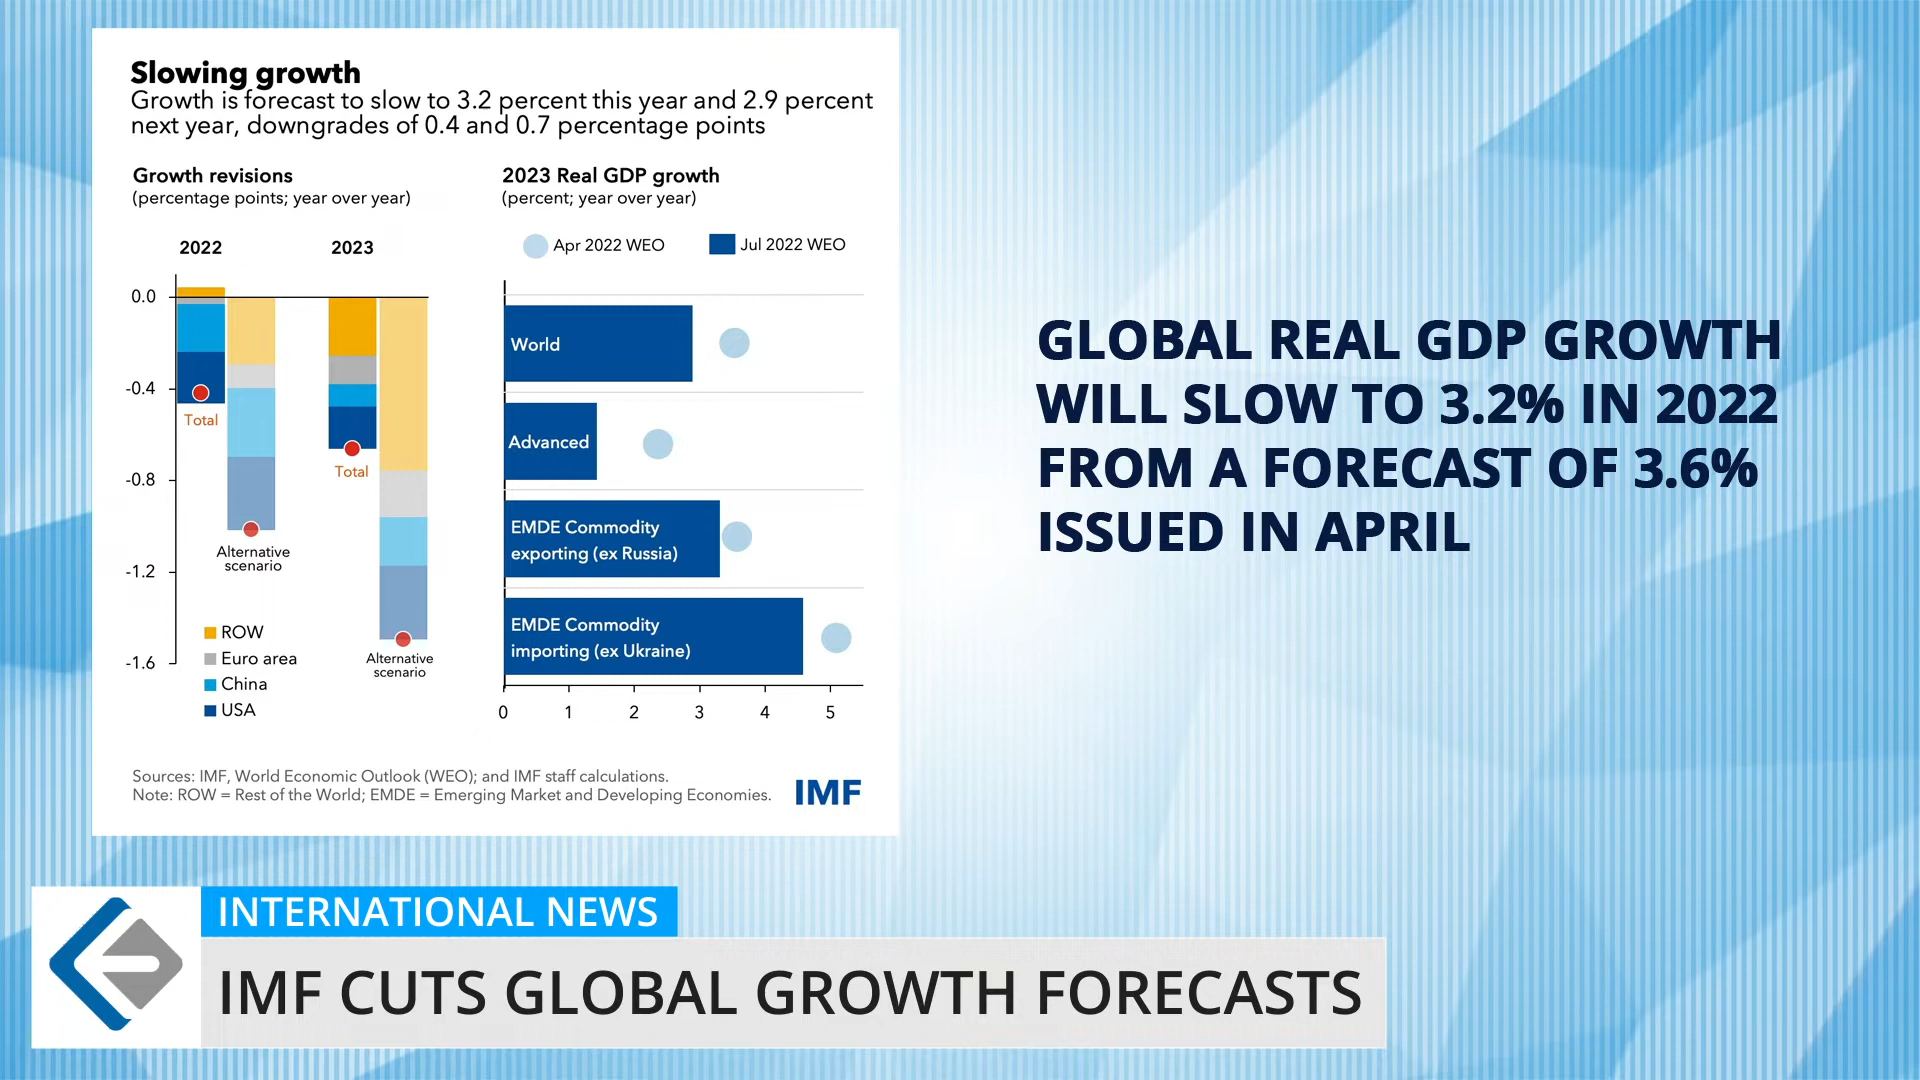 Slowing growth
Growth is forecast to slow to 3.2 percent this year and 2.9 percent
next year, downgrades of 0.4 and 0.7 percentage points
Growth revisions
(percentage points; year over year)
2022
2023
0.0
-0.4
-0.8
-1.2
-1.6
Total
Alternative
scenario
Total
Alternative
scenario
ROW
Euro area
China
USA
2023 Real GDP growth
(percent; year over year)
Apr 2022 WEO
Jul 2022 WEO
World
Advanced
EMDE Commodity
exporting (ex Russia)
EMDE Commodity
importing (ex Ukraine)
0 1 2 3 4 5
Sources: IMF, World Economic Outlook (WEO); and IMF staff calculations.
Note: ROW = Rest of the World; EMDE = Emerging Market and Developing Economies.
IMF
GLOBAL REAL GDP GROWTH
WILL SLOW TO 3.2% IN 2022
FROM A FORECAST OF 3.6%
ISSUED IN APRIL
INTERNATIONAL NEWS
IMF CUTS GLOBAL GROWTH FORECASTS